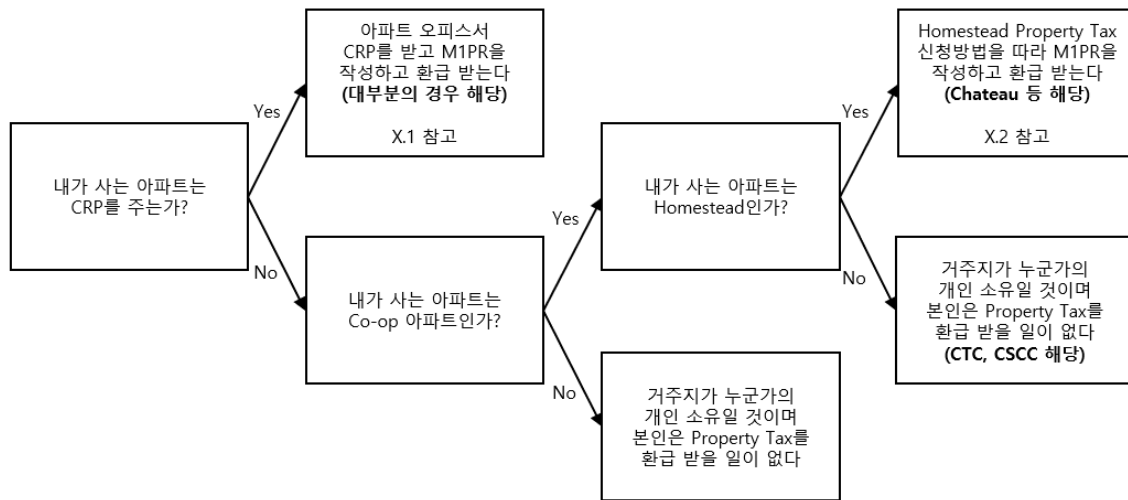 내가 사는 아파트는
CRP를 주는가?
Yes
아파트 오피스서
CRP를 받고 M1PR을
작성하고 환급 받는다
(대부분의 경우 해당)
X.1 참고
No
내가 사는 아파트는
Co-op 아파트인가?
Yes
내가 사는 아파트는
Homestead인가?
Yes
Homestead Property Tax
신청방법을 따라 M1PR을
작성하고 환급 받는다
(Chateau 등 해당)
X.2 참고
No
거주지가 누군가의
개인 소유일 것이며
본인은 Property Tax를
환급 받을 일이 없다
(CTC, CSCC 해당)
No
거주지가 누군가의
개인 소유일 것이며
본인은 Property Tax를
환급 받을 일이 없다